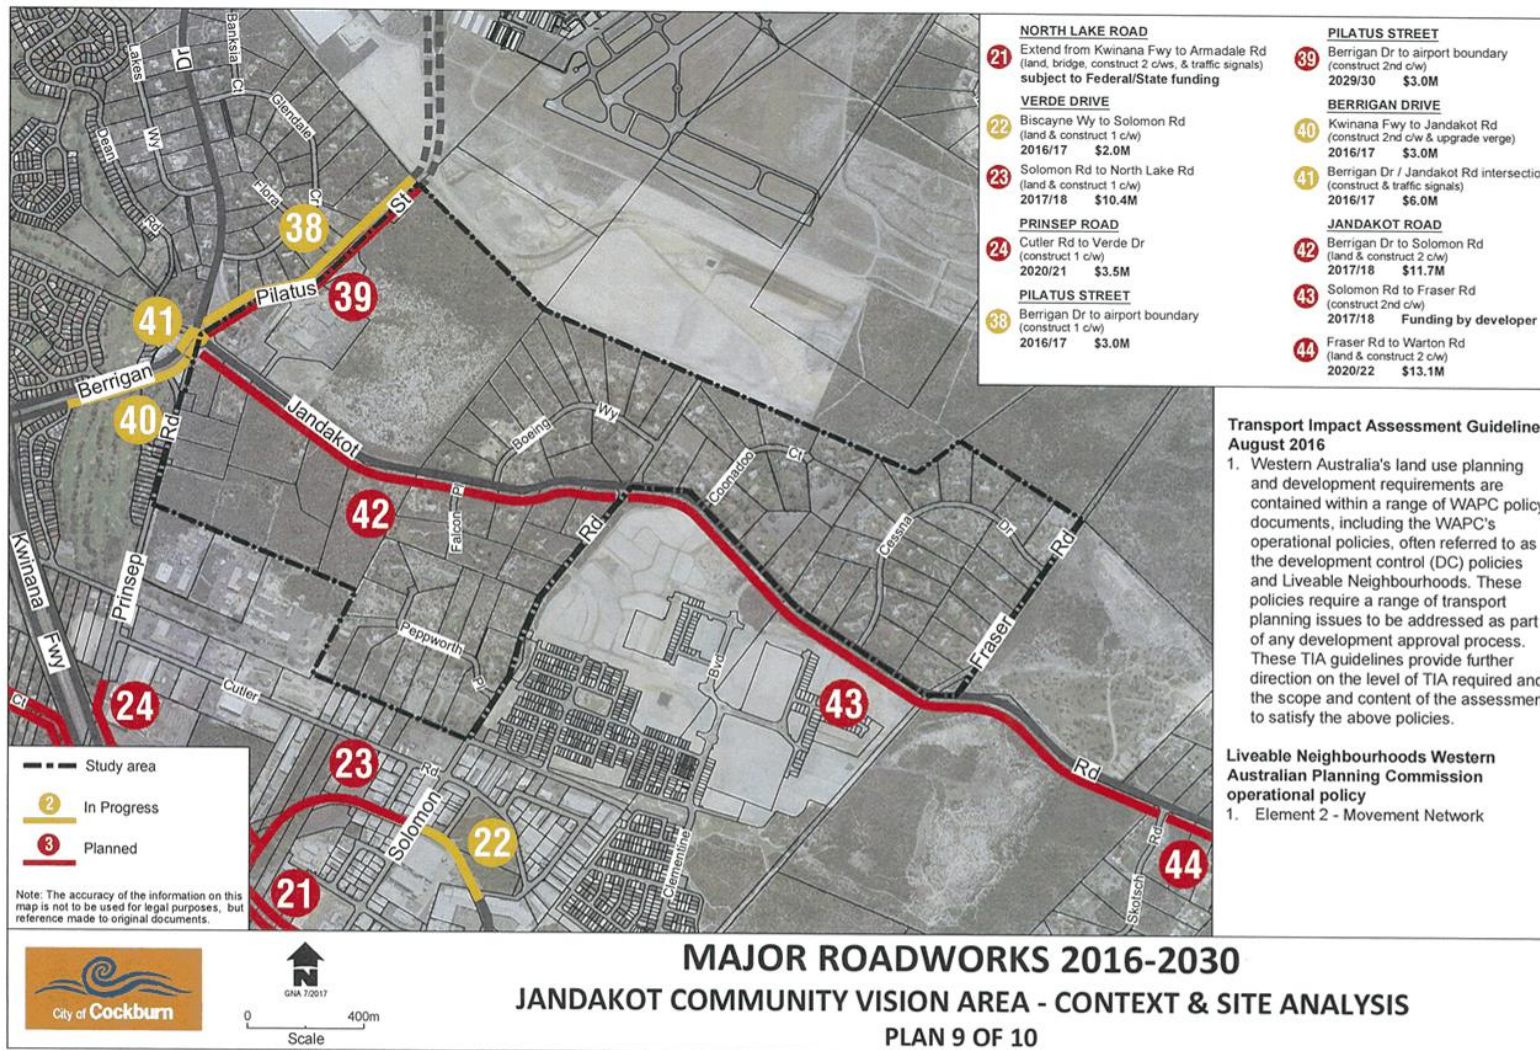 NORTH LAKE ROAD
21 Extend from Kwinana Fwy to Armadale Rd
(land, bridge, construct 2 c/ws, & traffic signals)
subject to Federal/State funding
VERDE DRIVE
22 Biscayne Wy to Solomon Rd
(land & construct 1 c/w)
2016/17 $2.0M
23 Solomon Rd to North Lake Rd
(land & construct 1 c/w)
2017/18 $10.4M
PRINSEP ROAD
24 Cutler Rd to Verde Dr
(construct 1 c/w)
2020/21 $3.5M
PILATUS STREET
38 Berrigan Dr to airport boundary
(construct 1 c/w)
2016/17 $3.0M
PILATUS STREET
39 Berrigan Dr to airport boundary
(construct 2nd c/w)
2029/30 $3.0M
BERRIGAN DRIVE
40 Kwinana Fwy to Jandakot Rd
(construct 2nd c/w & upgrade verge)
2016/17 $3.0M
41 Berrigan Dr / Jandakot Rd intersectio
(construct & traffic signals)
2016/17 $6.0M
JANDAKOT ROAD
42 Berrigan Dr to Solomon Rd
(land & construct 2 c/w)
2017/18 $11.7M
43 Solomon Rd to Fraser Rd
(construct 2nd c/w)
2017/18 Funding by developer
44 Fraser Rd to Warton Rd
(land & construct 2 c/w)
2020/22 $13.1M
Transport Impact Assessment Guideline
August 2016
1. Western Australia's land use planning
and development requirements are
contained within a range of WAPC policy
documents, including the WAPC's
operational policies, often referred to as
the development control (DC) policies
and Liveable Neighbourhoods. These
policies require a range of transport
planning issues to be addressed as part
of any development approval process.
These TIA guidelines provide further
direction on the level of TIA required and
the scope and content of the assessmen
to satisfy the above policies.
Liveable Neighbourhoods Western
Australian Planning Commission
operational policy
1. Element 2 - Movement Network
Lakes
Wy
Dr
Banksia
Ct
Glendale
Cr
Dean
Rd
Flora
38
St
Pilatus
39
41
Berrigan
40
Rd
Jandakot
Boeing
Wy
42
Falcon
Pl
Rd
Coonadoo
Ct
Cessna
Dr
Rd
Fraser
Kwinana
Fwy
Prinsep
Peppworth
Pl
Cutler
Rd
Blvd
43
Ct
24
23
Solomon
22
21
Clementine
Rd
Rd
Skotsch
44
Study area
2 In Progress
3 Planned
Note: The accuracy of the information on this
map is not to be used for legal purposes, but
reference made to original documents.
City of Cockburn
N
GNA 7/2017
0 400m
Scale
MAJOR ROADWORKS 2016-2030
JANDAKOT COMMUNITY VISION AREA - CONTEXT & SITE ANALYSIS
PLAN 9 OF 10